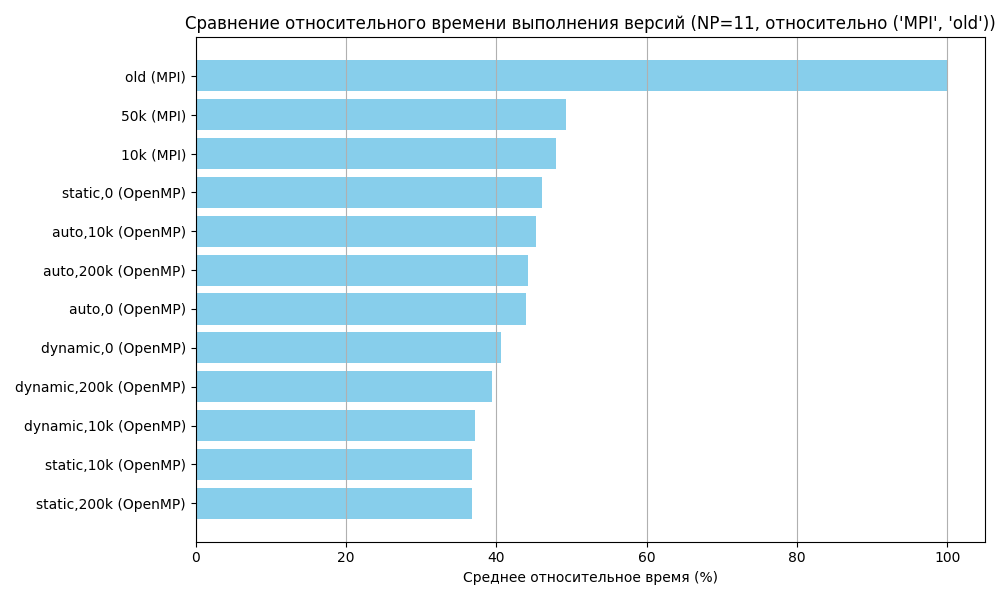 Сравнение относительного времени выполнения версий (NP=11, относительно ('MPI', 'old'))
old (MPI)
50k (MPI)
10k (MPI)
static,0 (OpenMP)
auto,10k (OpenMP)
auto,200k (OpenMP)
auto,0 (OpenMP)
dynamic,0 (OpenMP)
dynamic,200k (OpenMP)
dynamic,10k (OpenMP)
static,10k (OpenMP)
static,200k (OpenMP)
0 20 40 60 80 100
Среднее относительное время (%)